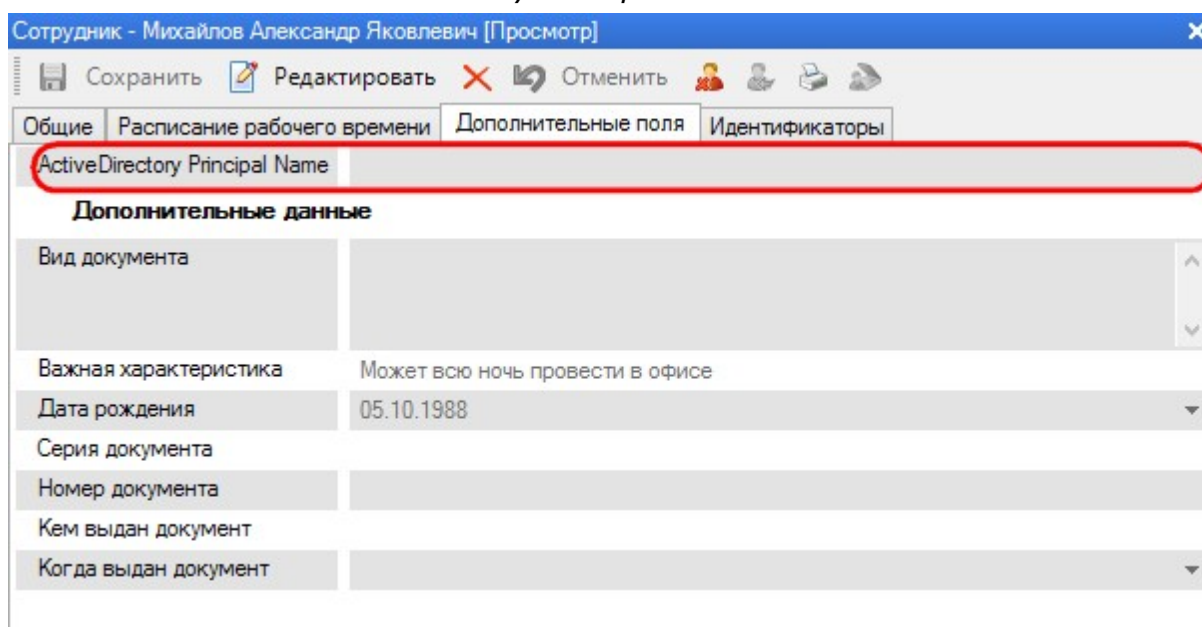 Сотрудник - Михайлов Александр Яковлевич [Просмотр]
Сохранить Редактировать Отменить
Общие Расписание рабочего времени Дополнительные поля Идентификаторы
ActiveDirectory Principal Name
Дополнительные данные
Вид документа
Важная характеристика Может всю ночь провести в офисе
Дата рождения 05.10.1988
Серия документа
Номер документа
Кем выдан документ
Когда выдан документ